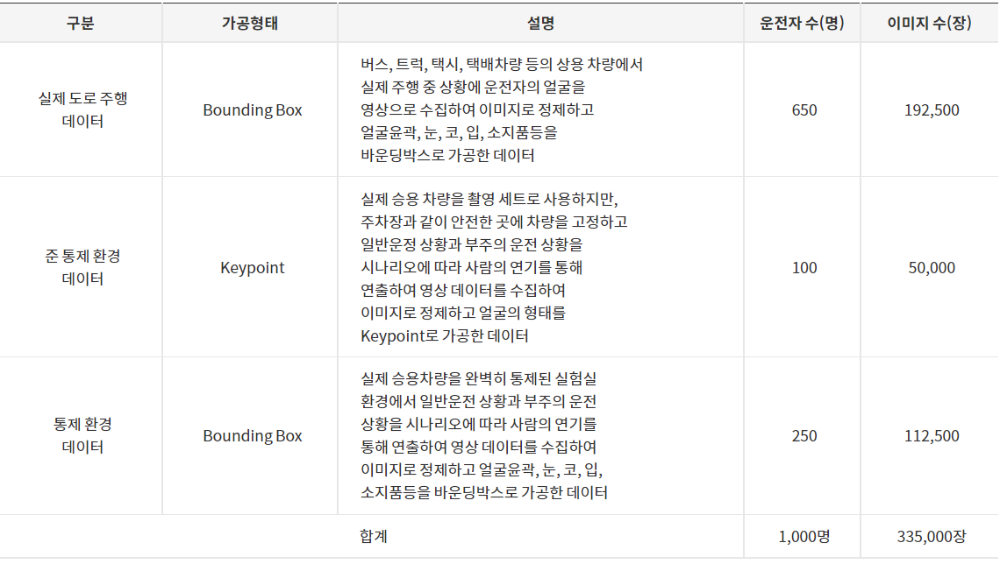 구분 가공형태 설명 운전자 수(명) 이미지 수(장)
실제 도로 주행
데이터
Bounding Box
버스, 트럭, 택시, 택배차량 등의 상용 차량에서
실제 주행 중 상황에 운전자의 얼굴을
영상으로 수집하여 이미지로 정제하고
얼굴윤곽, 눈, 코, 입, 소지품등을
바운딩박스로 가공한 데이터
650
192,500
준 통제 환경
데이터
Keypoint
실제 승용 차량을 촬영 세트로 사용하지만,
주차장과 같이 안전한 곳에 차량을 고정하고
일반운정 상황과 부주의 운전 상황을
시나리오에 따라 사람의 연기를 통해
연출하여 영상 데이터를 수집하여
이미지로 정제하고 얼굴의 형태를
Keypoint로 가공한 데이터
100
50,000
통제 환경
데이터
Bounding Box
실제 승용차량을 완벽히 통제된 실험실
환경에서 일반운전 상황과 부주의 운전
상황을 시나리오에 따라 사람의 연기를
통해 연출하여 영상 데이터를 수집하여
이미지로 정제하고 얼굴윤곽, 눈, 코, 입,
소지품등을 바운딩박스로 가공한 데이터
250
112,500
합계 1,000명 335,000장